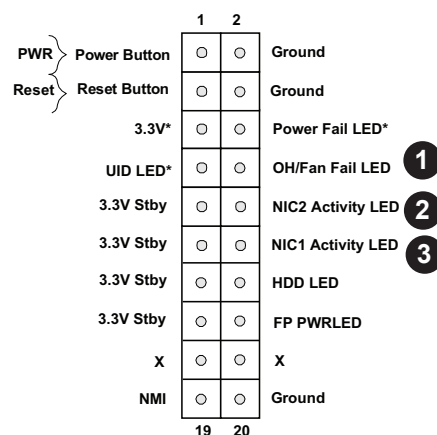 1 2
PWR Power Button Ground
Reset Reset Button Ground
3.3V* Power Fail LED*
UID LED* OH/Fan Fail LED 1
3.3V Stby NIC2 Activity LED 2
3.3V Stby NIC1 Activity LED 3
3.3V Stby HDD LED
3.3V Stby FP PWRLED
X X
NMI Ground
19 20